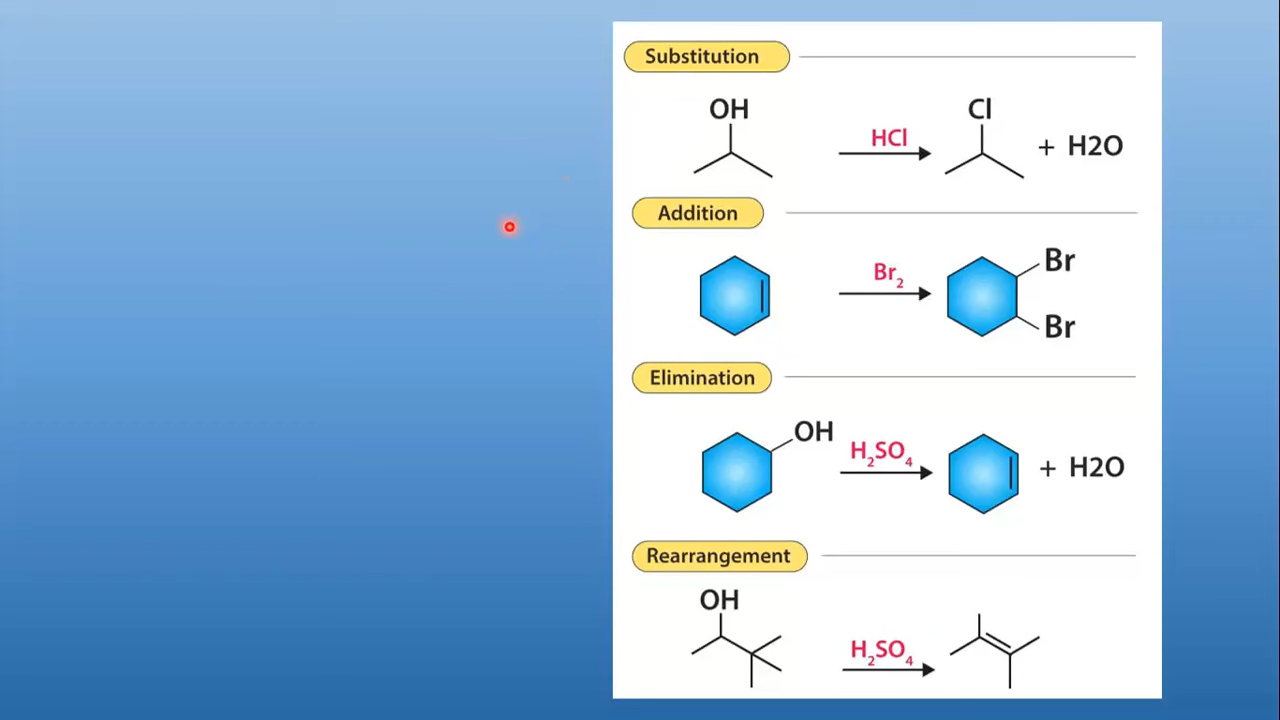 Substitution
OH
Cl
HCl
+ H2O
Addition
Br₂
Br
Br
Elimination
OH
H₂SO₄
+ H2O
Rearrangement
OH
H₂SO₄